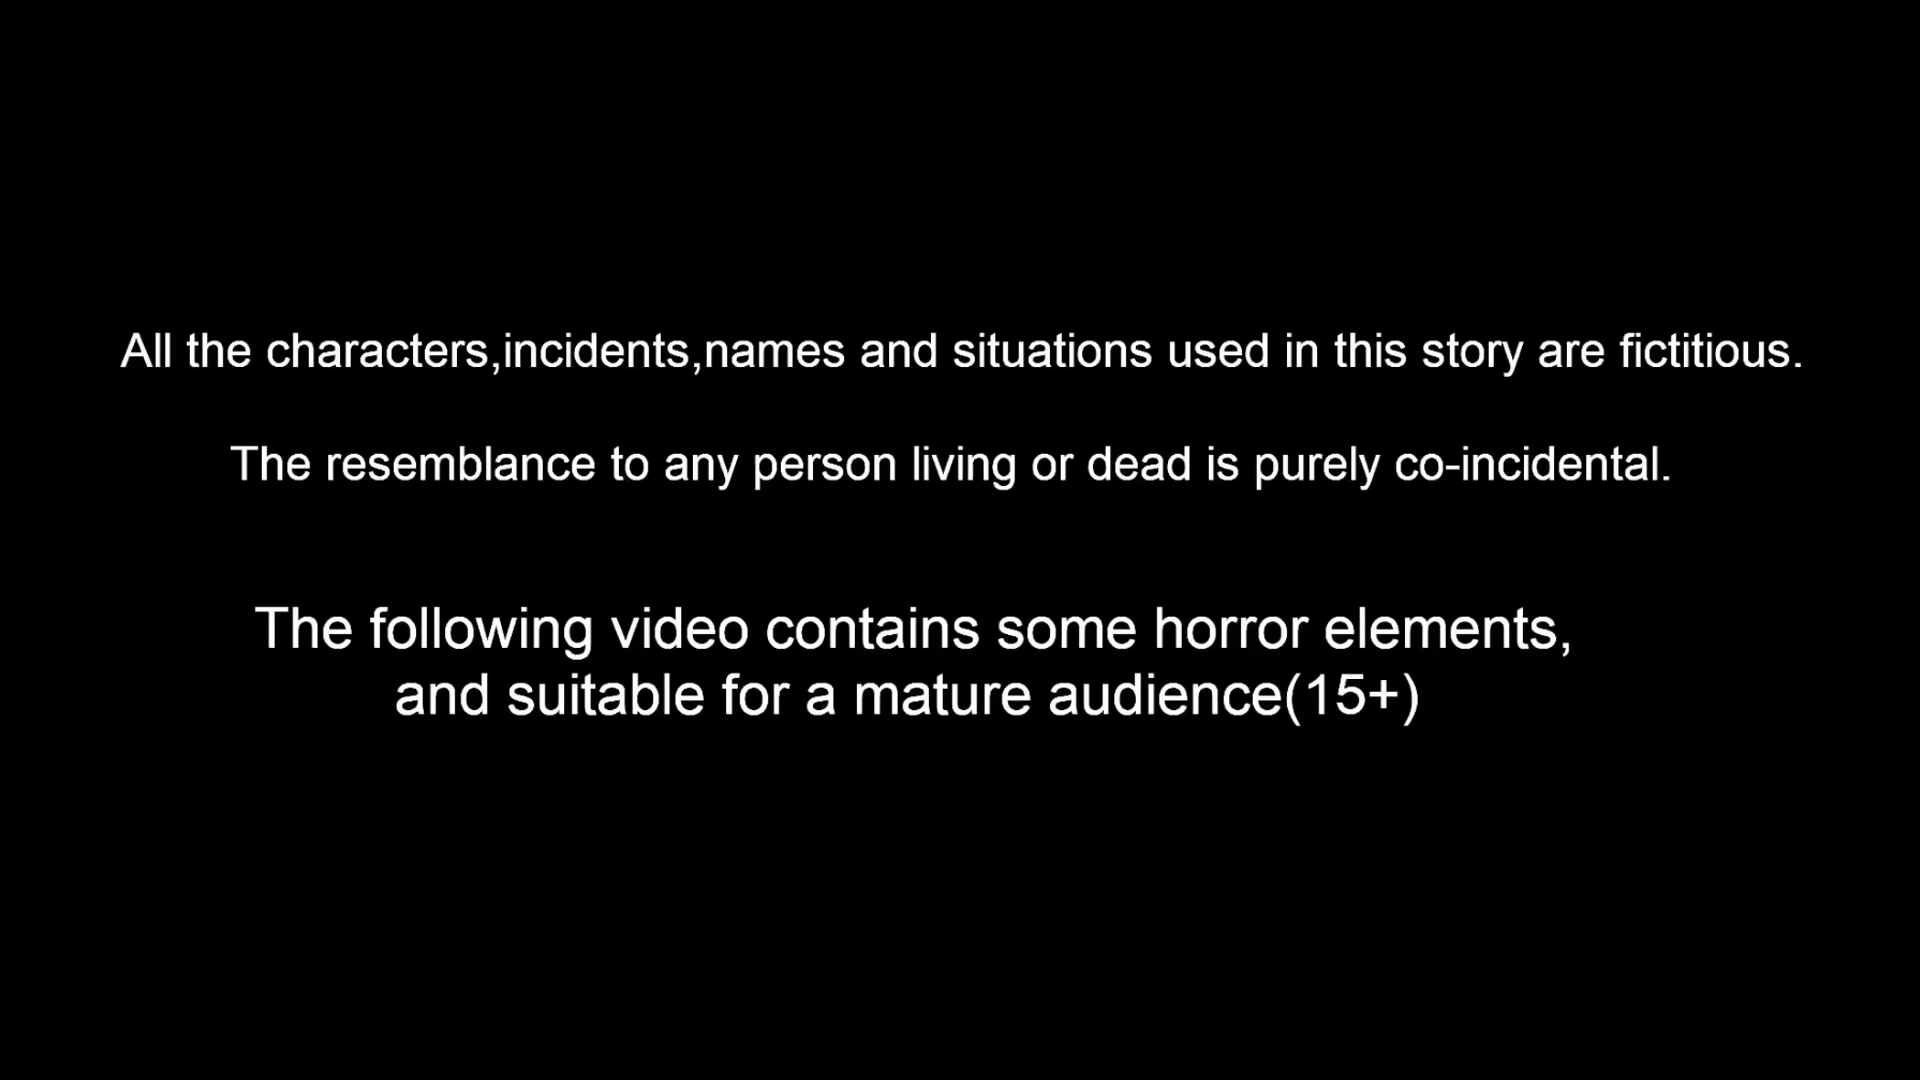 All the characters,incidents,names and situations used in this story are fictitious.
The resemblance to any person living or dead is purely co-incidental.
The following video contains some horror elements,
and suitable for a mature audience(15+)